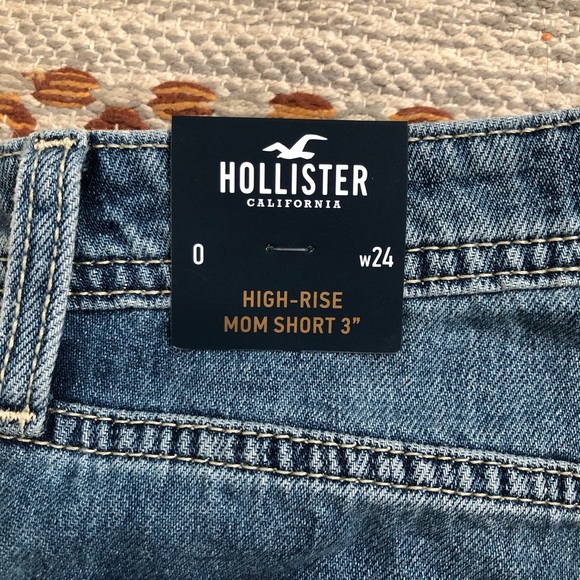 HOLLISTER
CALIFORNIA
0 w24
HIGH-RISE
MOM SHORT 3”